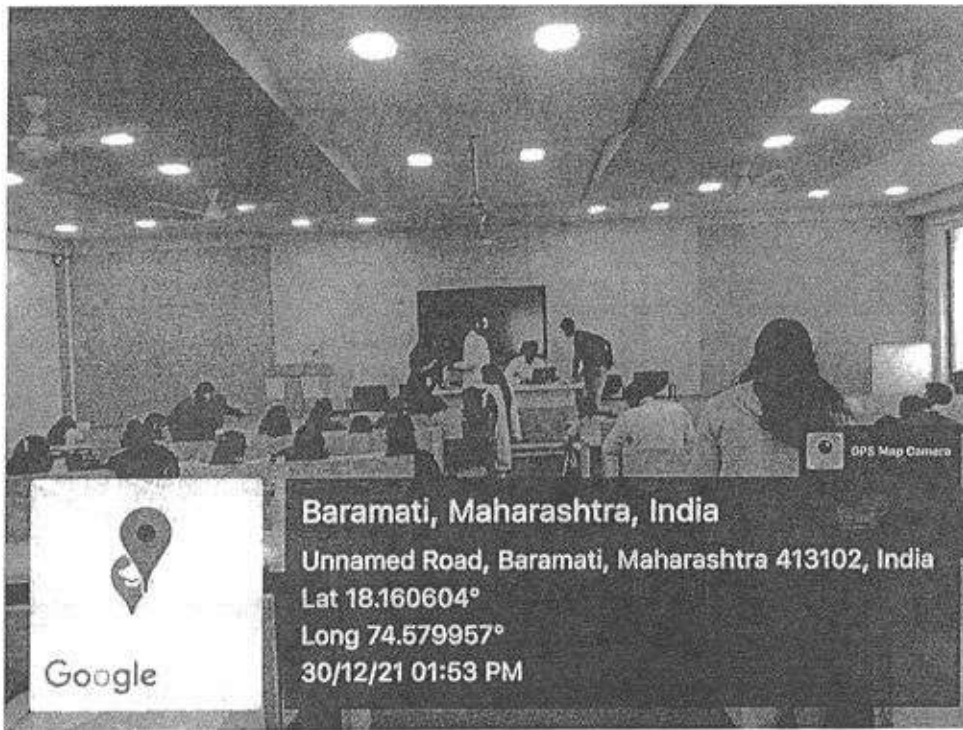 GPS Map Camera
Baramati, Maharashtra, India
Unnamed Road, Baramati, Maharashtra 413102, India
Lat 18.160604°
Long 74.579957°
30/12/21 01:53 PM
Google